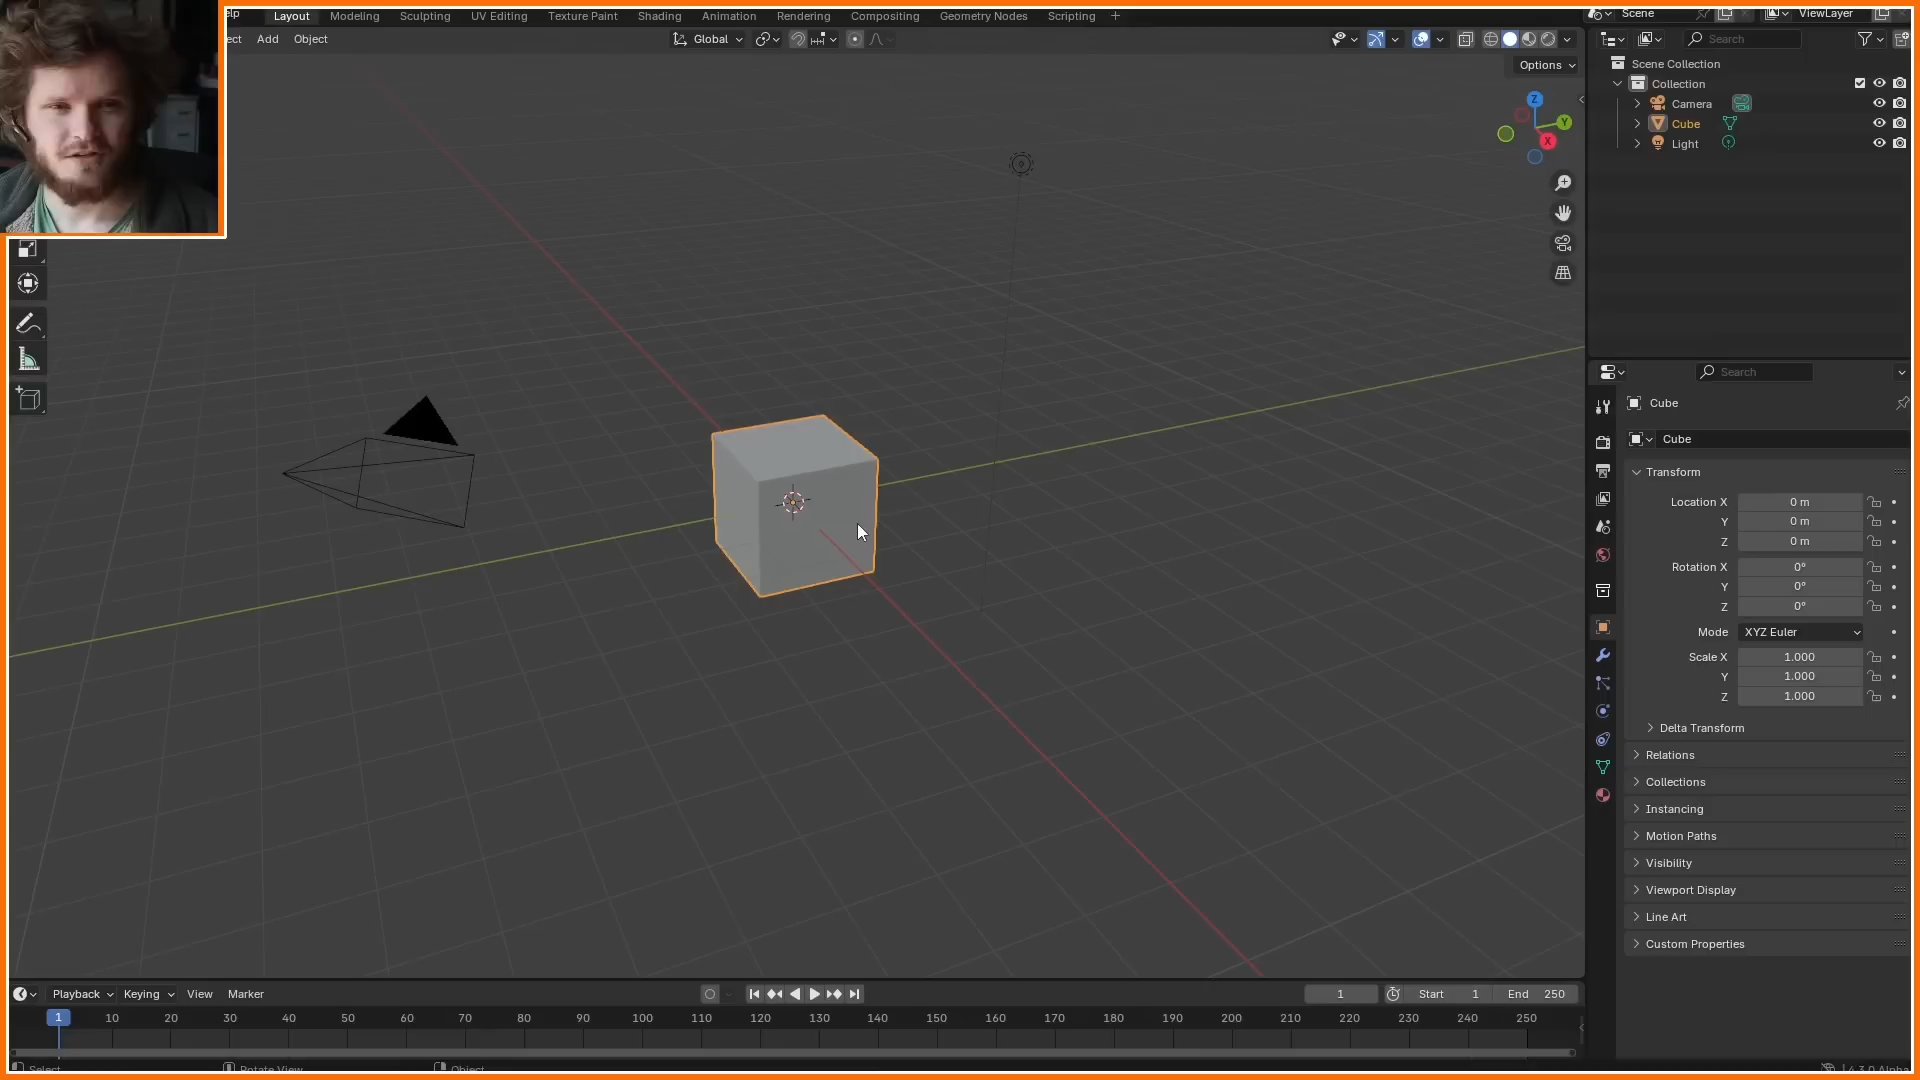 elp Layout Modeling Sculpting UV Editing Texture Paint Shading Animation Rendering Compositing Geometry Nodes Scripting + Scene ViewLayer
ect Add Object Global Search
Options
Z
Y
X
Scene Collection
Collection
Camera
Cube
Light
Search
Cube
Cube
Transform
Location X 0 m
Y 0 m
Z 0 m
Rotation X 0°
Y 0°
Z 0°
Mode XYZ Euler
Scale X 1.000
Y 1.000
Z 1.000
Delta Transform
Relations
Collections
Instancing
Motion Paths
Visibility
Viewport Display
Line Art
Custom Properties
Playback Keying View Marker 1 Start 1 End 250
1 10 20 30 40 50 60 70 80 90 100 110 120 130 140 150 160 170 180 190 200 210 220 230 240 250
Select Rotate View Object 4.3.0 Alpha